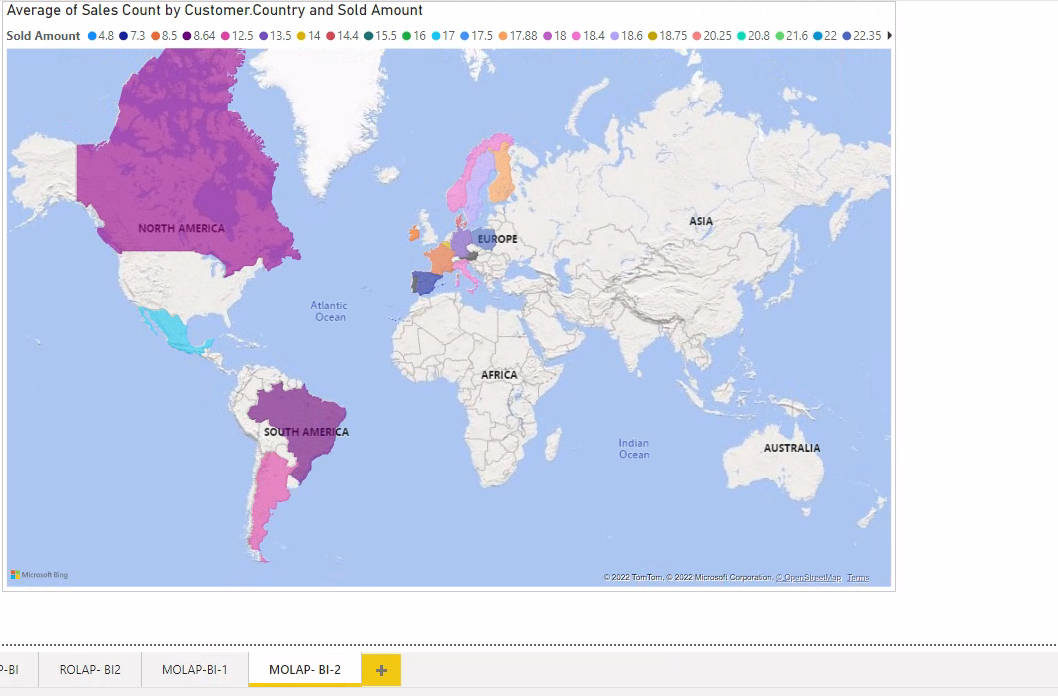 Average of Sales Count by Customer.Country and Sold Amount
Sold Amount 4.8 7.3 8.5 8.64 12.5 13.5 14 14.4 15.5 16 17 17.5 17.88 18 18.4 18.6 18.75 20.25 20.8 21.6 22 22.35
NORTH AMERICA
ASIA
EUROPE
Atlantic
Ocean
AFRICA
SOUTH AMERICA
Indian
Ocean
AUSTRALIA
Microsoft Bing
© 2022 TomTom, © 2022 Microsoft Corporation, © OpenStreetMap Terms
P-BI ROLAP- BI2 MOLAP-BI-1 MOLAP- BI-2 +